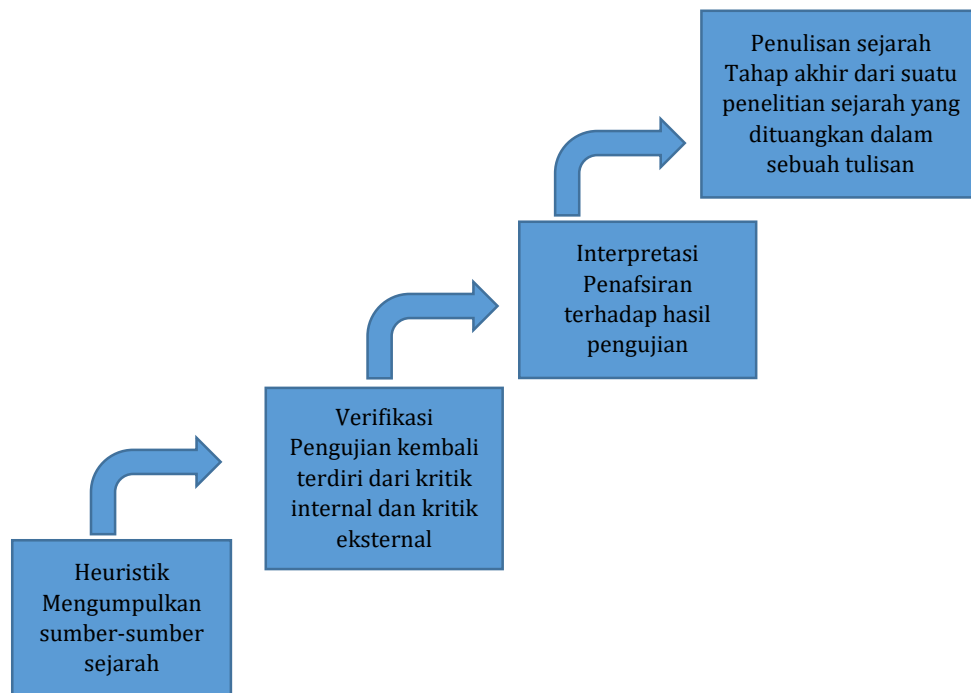 Penulisan sejarah
Tahap akhir dari suatu
penelitian sejarah yang
dituangkan dalam
sebuah tulisan
Interpretasi
Penafsiran
terhadap hasil
pengujian
Verifikasi
Pengujian kembali
terdiri dari kritik
internal dan kritik
eksternal
Heuristik
Mengumpulkan
sumber-sumber
sejarah